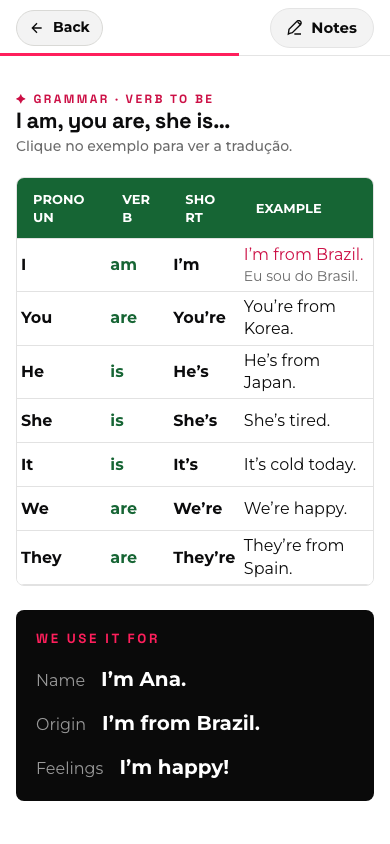 ← Back
Notes
✦ GRAMMAR · VERB TO BE
I am, you are, she is...
Clique no exemplo para ver a tradução.
PRONO
UN
VER
B
SHO
RT
EXAMPLE
I am I’m I’m from Brazil.
Eu sou do Brasil.
You are You’re You’re from
Korea.
He is He’s He’s from
Japan.
She is She’s She’s tired.
It is It’s It’s cold today.
We are We’re We’re happy.
They are They’re They’re from
Spain.
WE USE IT FOR
Name I’m Ana.
Origin I’m from Brazil.
Feelings I’m happy!